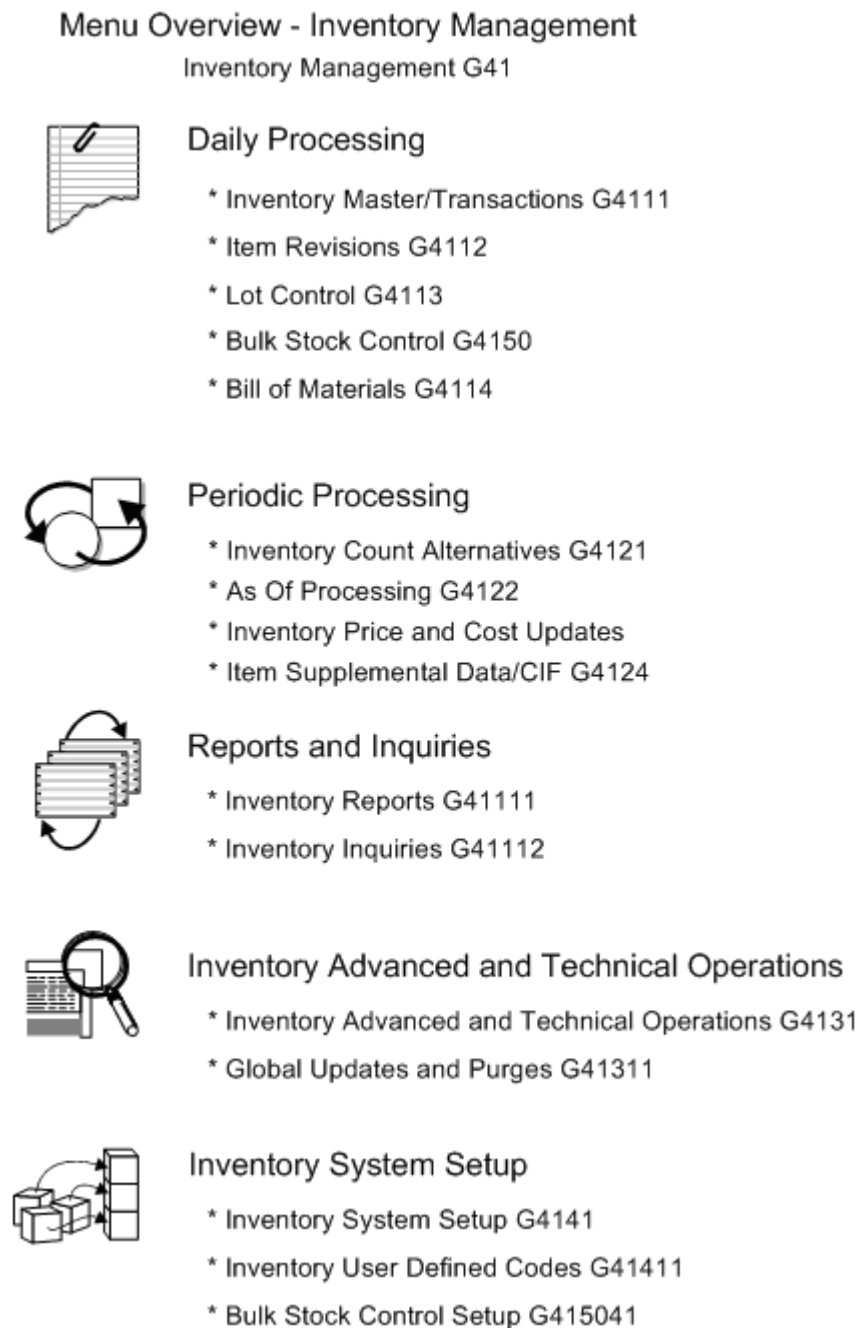 Menu Overview - Inventory Management
Inventory Management G41
Daily Processing
* Inventory Master/Transactions G4111
* Item Revisions G4112
* Lot Control G4113
* Bulk Stock Control G4150
* Bill of Materials G4114
Periodic Processing
* Inventory Count Alternatives G4121
* As Of Processing G4122
* Inventory Price and Cost Updates
* Item Supplemental Data/CIF G4124
Reports and Inquiries
* Inventory Reports G41111
* Inventory Inquiries G41112
Inventory Advanced and Technical Operations
* Inventory Advanced and Technical Operations G4131
* Global Updates and Purges G41311
Inventory System Setup
* Inventory System Setup G4141
* Inventory User Defined Codes G41411
* Bulk Stock Control Setup G415041